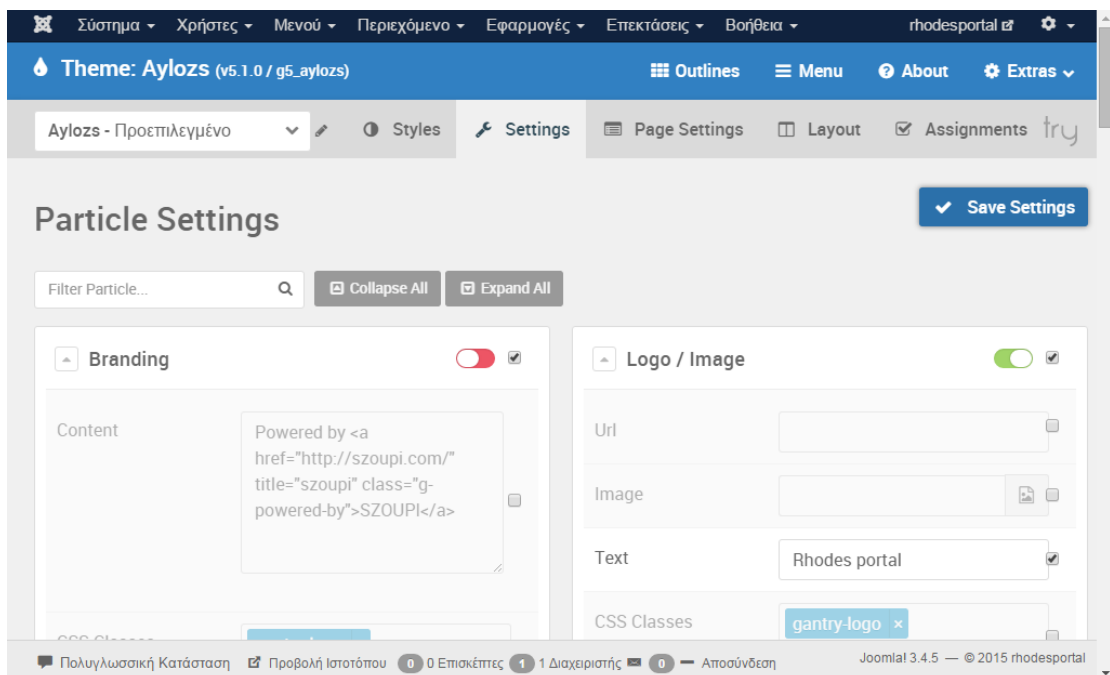 Σύστημα Χρήστες Μενού Περιεχόμενο Εφαρμογές Επεκτάσεις Βοήθεια rhodesportal
Theme: Aylozs (v5.1.0 / g5_aylozs) Outlines Menu About Extras
Aylozs - Προεπιλεγμένο Styles Settings Page Settings Layout Assignments try
Particle Settings
Save Settings
Filter Particle... Collapse All Expand All
Branding
Content
Powered by <a
href="http://szoupi.com/"
title="szoupi" class="g-
powered-by">SZOUPI</a>
Logo / Image
Url
Image
Text Rhodes portal
CSS Classes gantry-logo ×
Πολυγλωσσική Κατάσταση Προβολή Ιστοτόπου 0 0 Επισκέπτες 1 1 Διαχειριστής 0 Αποσύνδεση Joomla! 3.4.5 — © 2015 rhodesportal